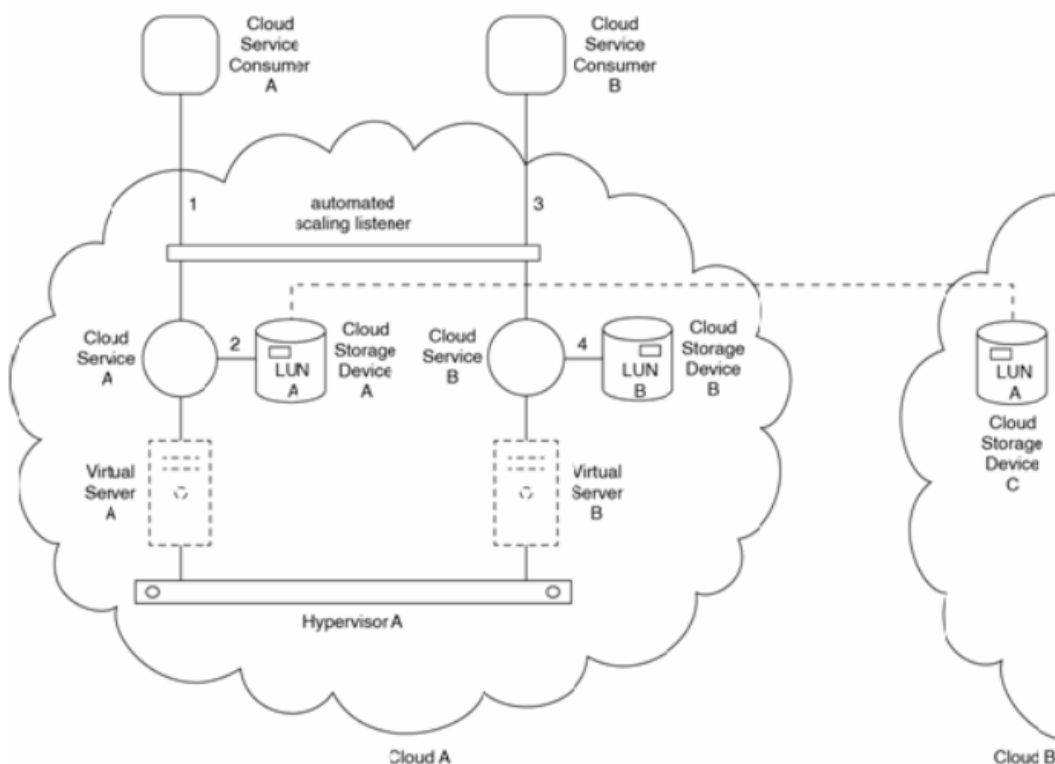 Cloud
Service
Consumer
A
Cloud
Service
Consumer
B
1
automated
scaling listener
3
Cloud
Service
A
2
LUN
A
Cloud
Storage
Device
A
Cloud
Service
B
4
LUN
B
Cloud
Storage
Device
B
LUN
A
Cloud
Storage
Device
C
Virtual
Server
A
Virtual
Server
B
Hypervisor A
Cloud A
Cloud B